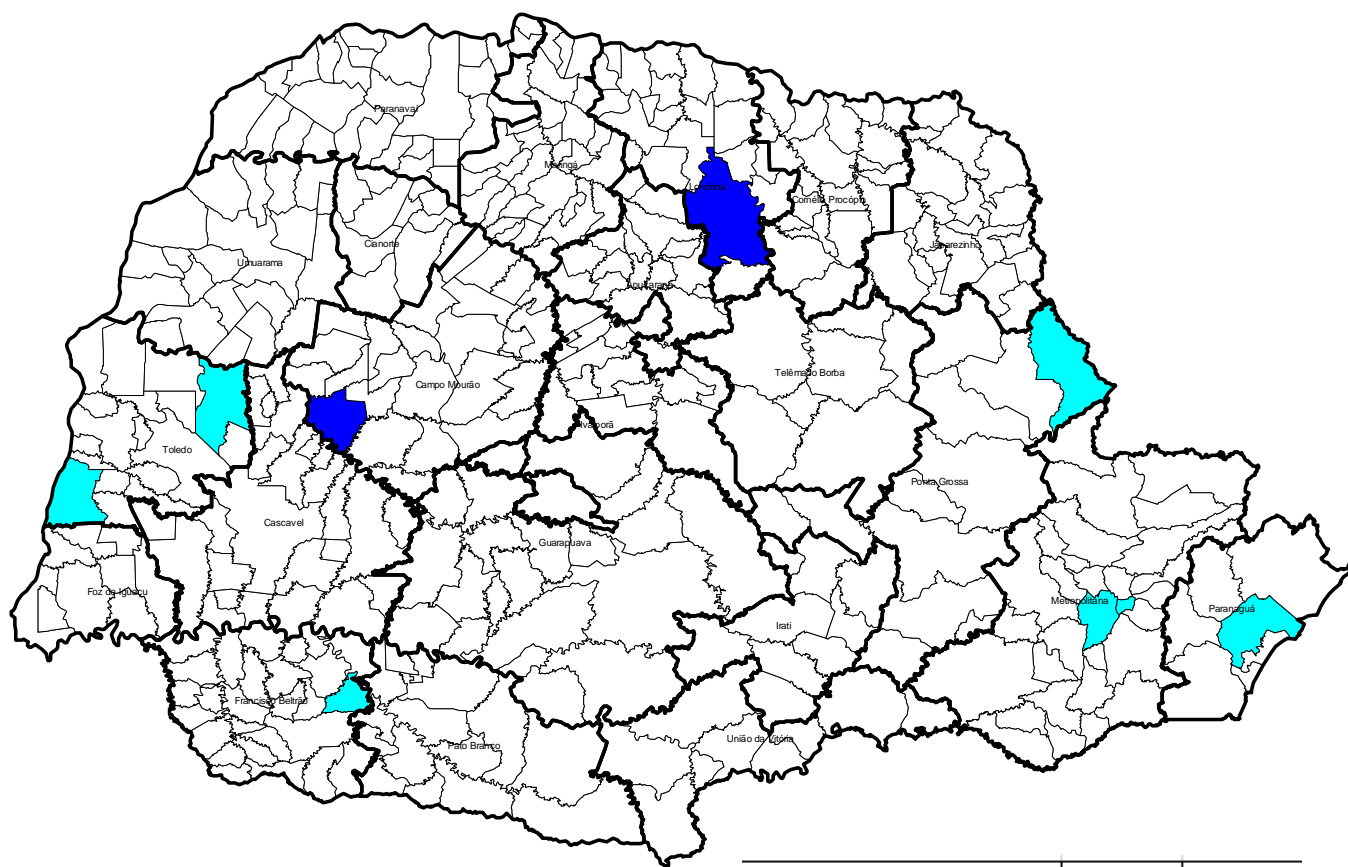 Paranavaí
Maringá
Londrina
Cornélio Procópio
Cianorte
Jacarezinho
Umuarama
Apucarana
Telêmaco Borba
Campo Mourão
Ivaiporã
Toledo
Ponta Grossa
Cascavel
Guarapuava
Foz do Iguaçu
Metropolitana
Paranaguá
Irati
Francisco Beltrão
União da Vitória
Pato Branco